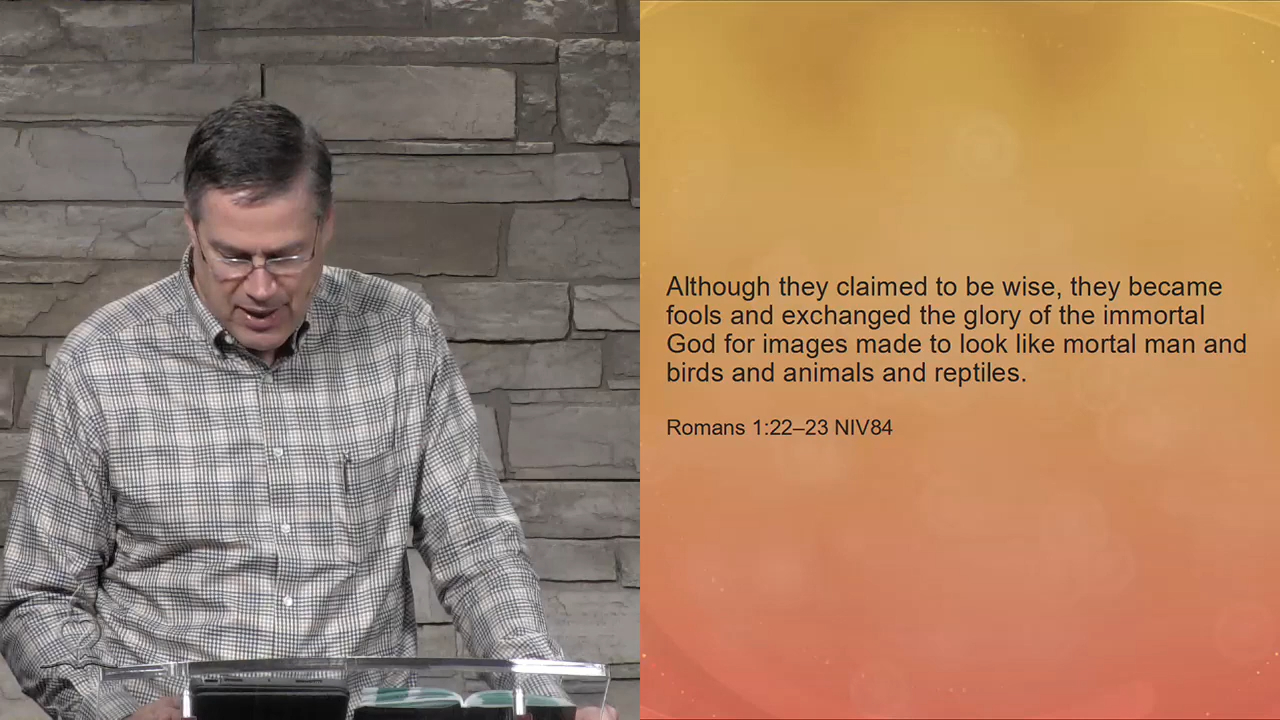 Although they claimed to be wise, they became
fools and exchanged the glory of the immortal
God for images made to look like mortal man and
birds and animals and reptiles.
Romans 1:22–23 NIV84